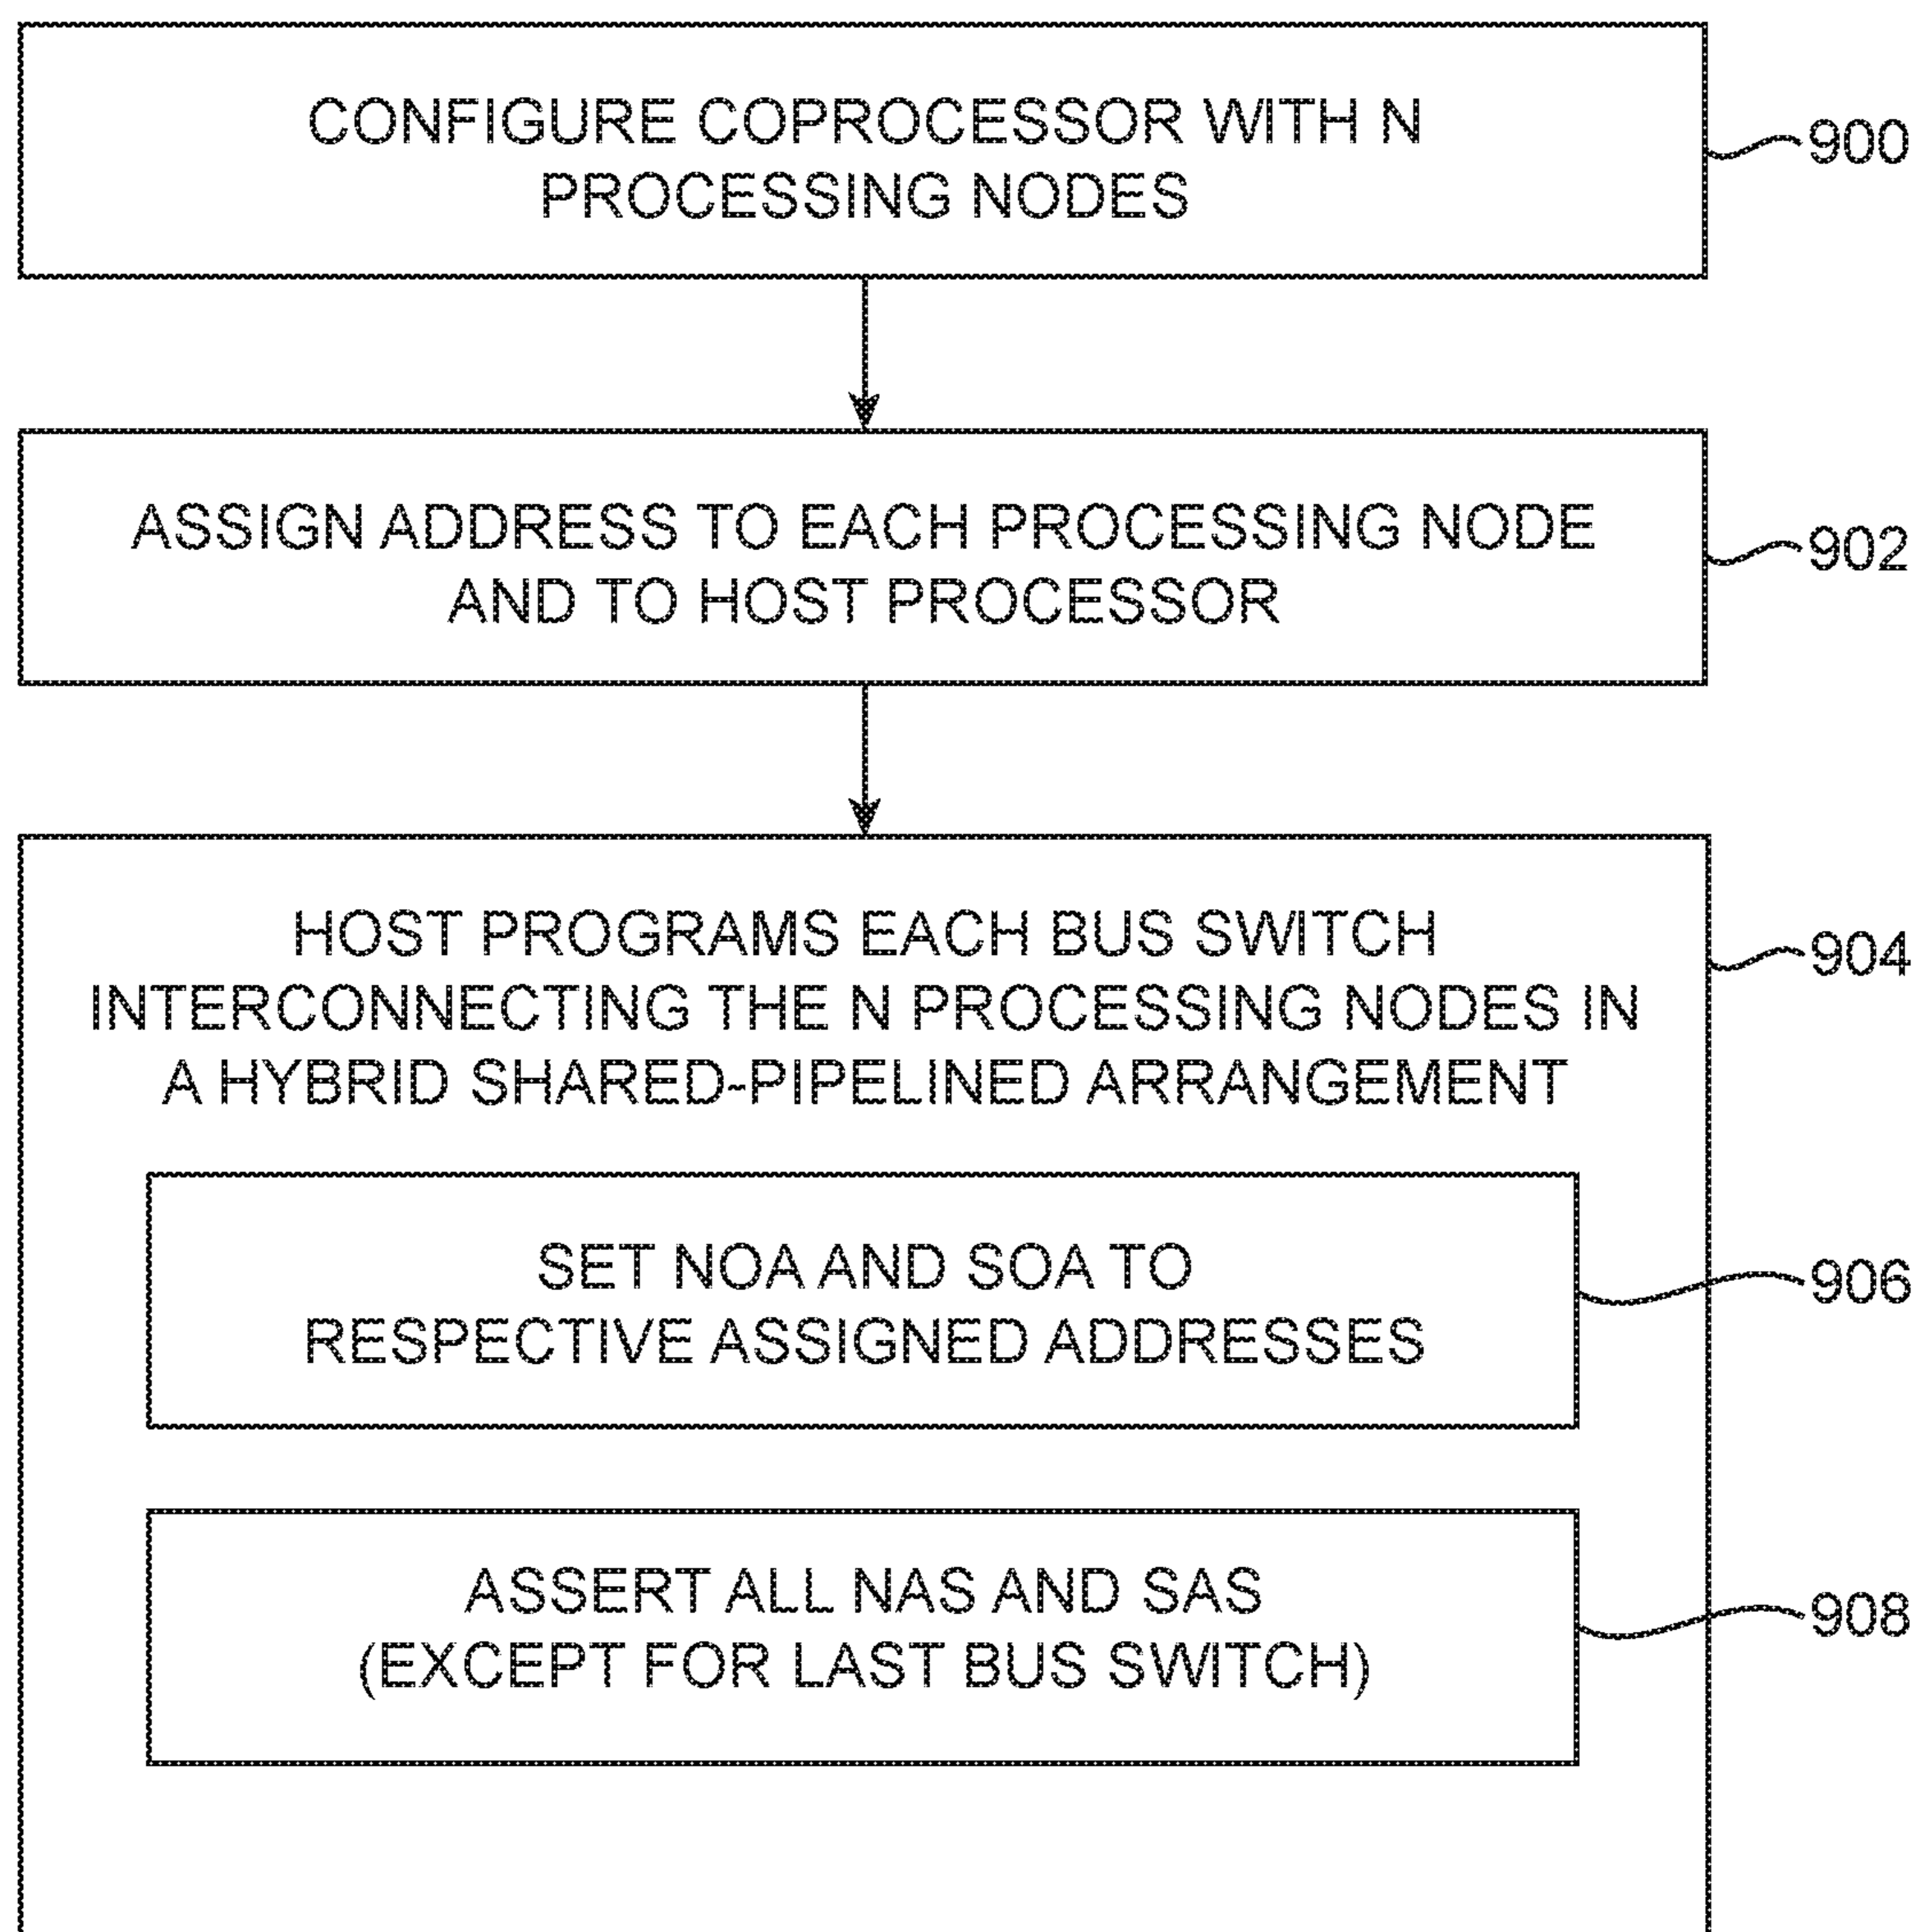 CONFIGURE COPROCESSOR WITH N
PROCESSING NODES
900
ASSIGN ADDRESS TO EACH PROCESSING NODE
AND TO HOST PROCESSOR
902
HOST PROGRAMS EACH BUS SWITCH
INTERCONNECTING THE N PROCESSING NODES IN
A HYBRID SHARED-PIPELINED ARRANGEMENT
904
SET NOA AND SOA TO
RESPECTIVE ASSIGNED ADDRESSES
906
ASSERT ALL NAS AND SAS
(EXCEPT FOR LAST BUS SWITCH)
908